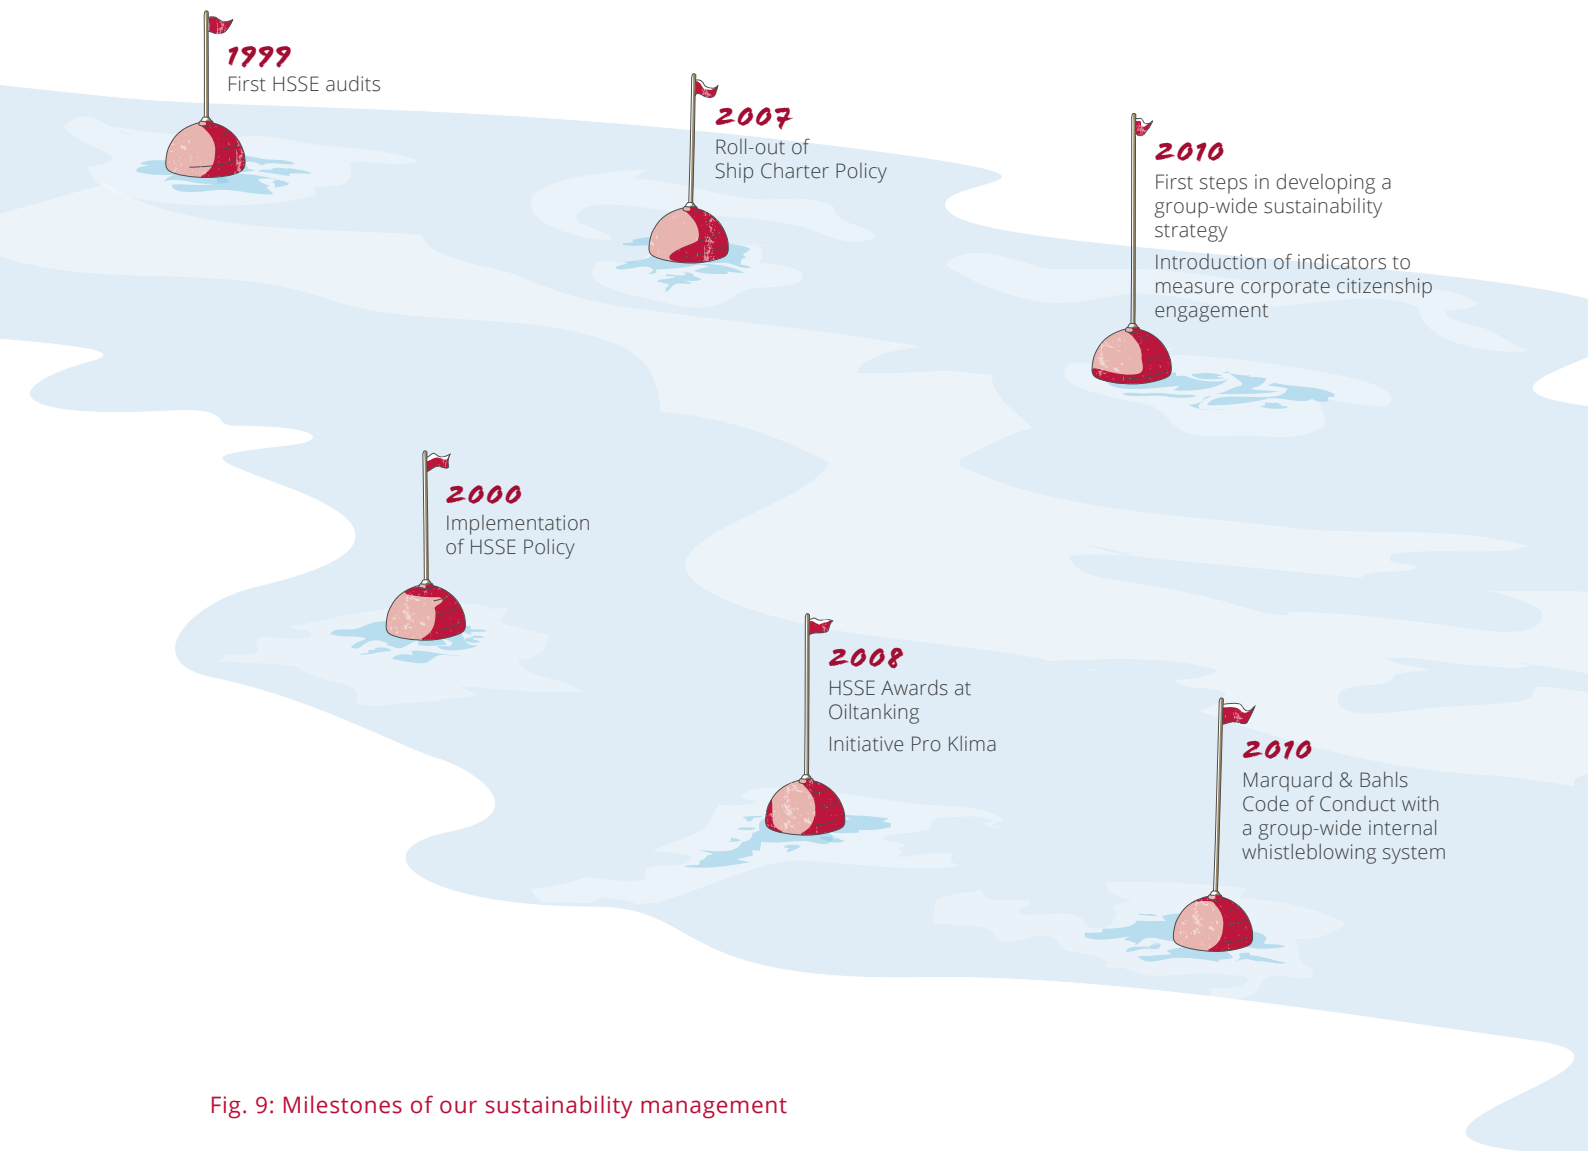 1999
First HSSE audits
2007
Roll-out of
Ship Charter Policy
2010
First steps in developing a
group-wide sustainability
strategy
Introduction of indicators to
measure corporate citizenship
engagement
2000
Implementation
of HSSE Policy
2008
HSSE Awards at
Oiltanking
Initiative Pro Klima
2010
Marquard & Bahls
Code of Conduct with
a group-wide internal
whistleblowing system
Fig. 9: Milestones of our sustainability management